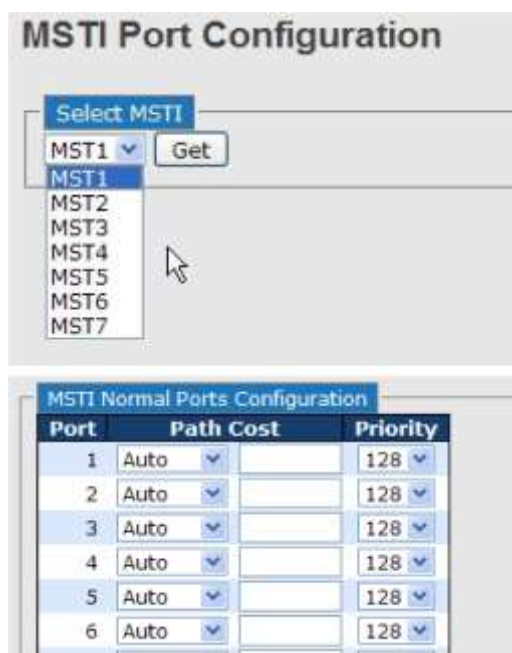 MSTI Port Configuration
Select MSTI
MST1 Get
MST1
MST2
MST3
MST4
MST5
MST6
MST7
MSTI Normal Ports Configuration
Port Path Cost Priority
1 Auto 128
2 Auto 128
3 Auto 128
4 Auto 128
5 Auto 128
6 Auto 128